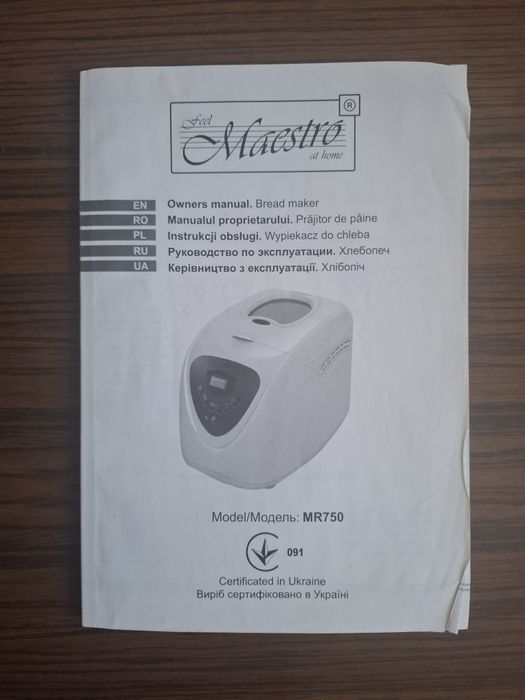 Feel
Maestro ®
at home
EN Owners manual. Bread maker
RO Manualul proprietarului. Prăjitor de pâine
PL Instrukcji obsługi. Wypiekacz do chleba
RU Руководство по эксплуатации. Хлебопеч
UA Керівництво з експлуатації. Хлібопіч
Model/Модель: MR750
091
Certificated in Ukraine
Виріб сертифіковано в Україні